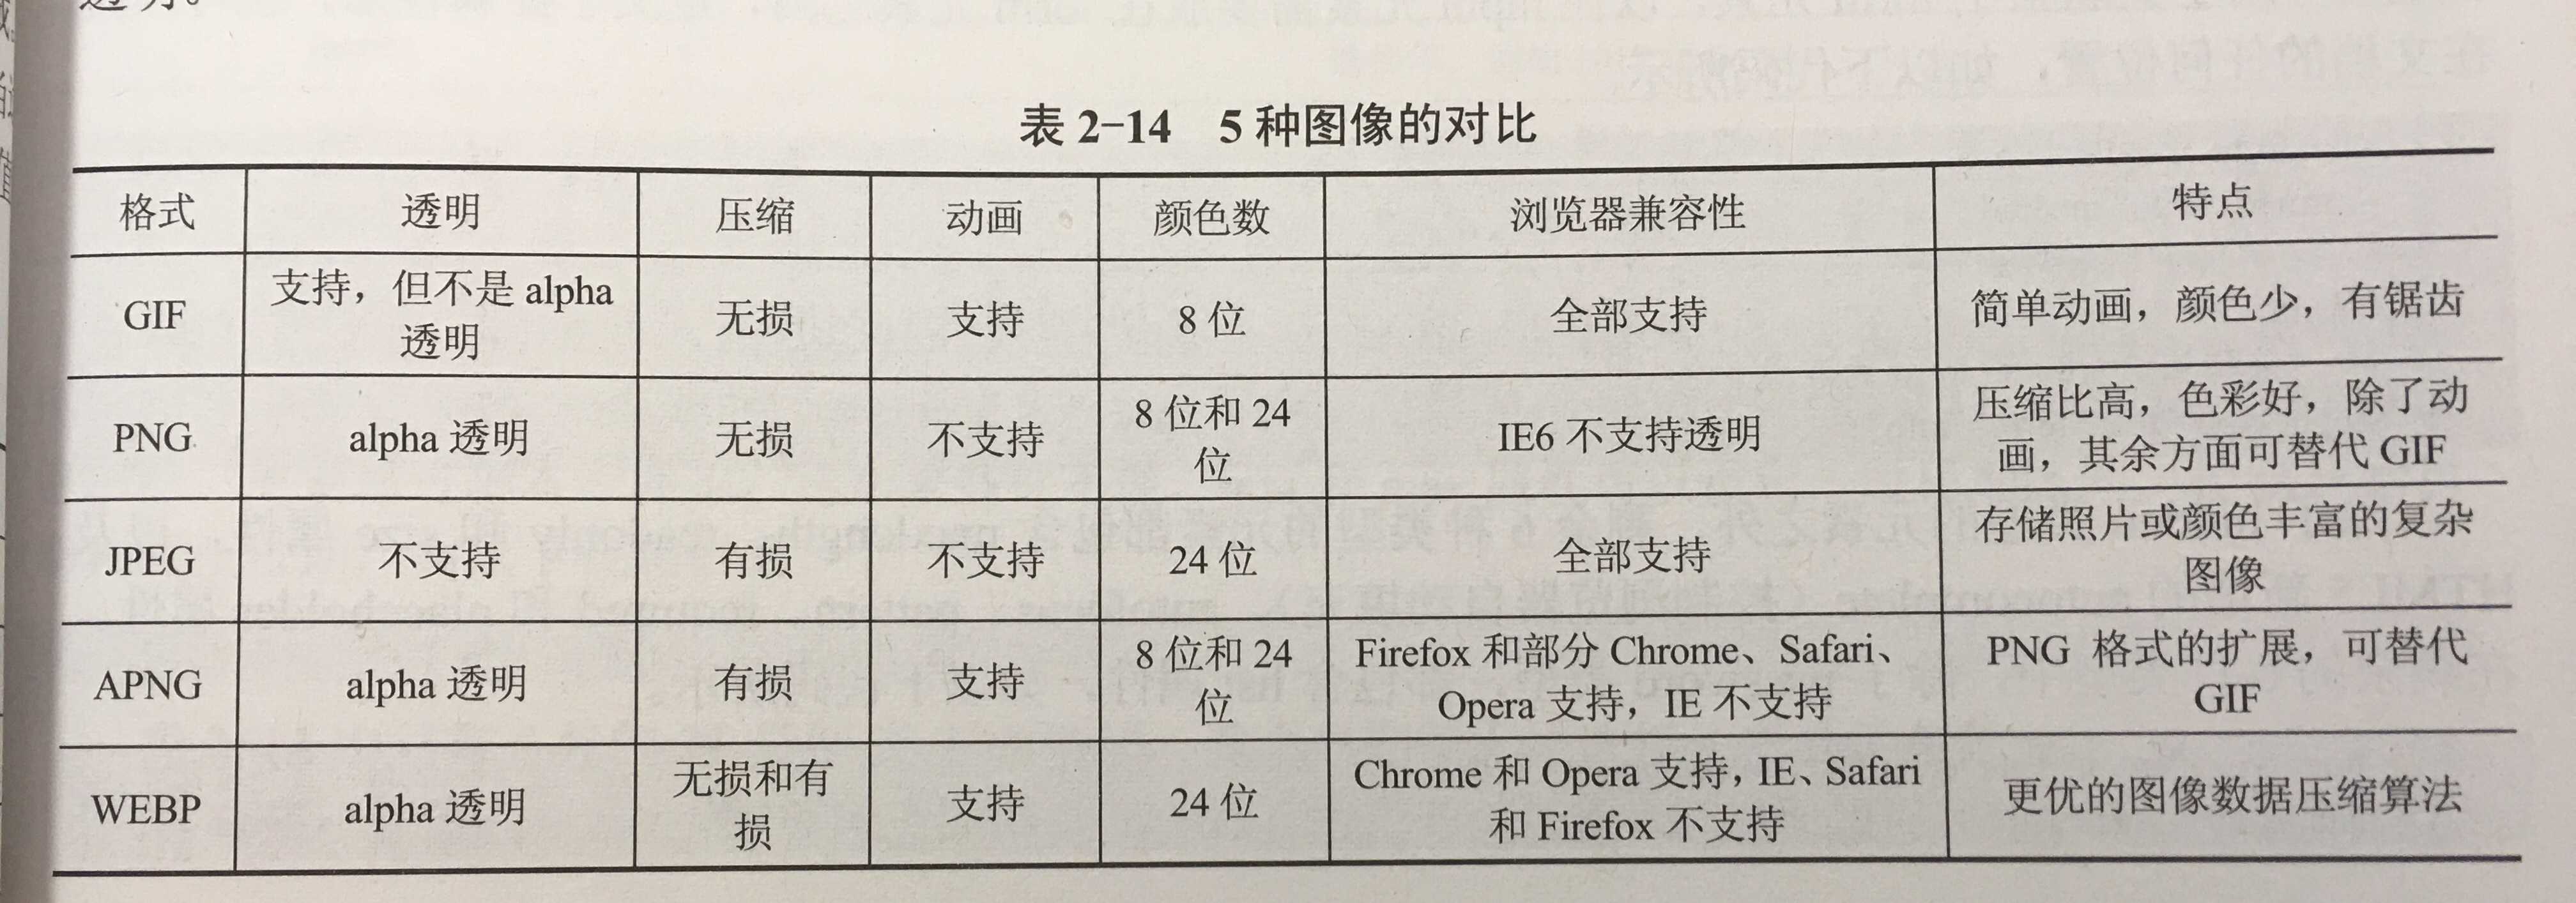 透明。
表 2-14 5 种图像的对比
格式 透明 压缩 动画 颜色数 浏览器兼容性 特点
GIF 支持，但不是 alpha
透明 无损 支持 8 位 全部支持 简单动画，颜色少，有锯齿
PNG alpha 透明 无损 不支持 8 位和 24
位 IE6 不支持透明 压缩比高，色彩好，除了动
画，其余方面可替代 GIF
JPEG 不支持 有损 不支持 24 位 全部支持 存储照片或颜色丰富的复杂
图像
APNG alpha 透明 有损 支持 8 位和 24
位 Firefox 和部分 Chrome、Safari、
Opera 支持，IE 不支持 PNG 格式的扩展，可替代
GIF
WEBP alpha 透明 无损和有
损 支持 24 位 Chrome 和 Opera 支持，IE、Safari
和 Firefox 不支持 更优的图像数据压缩算法